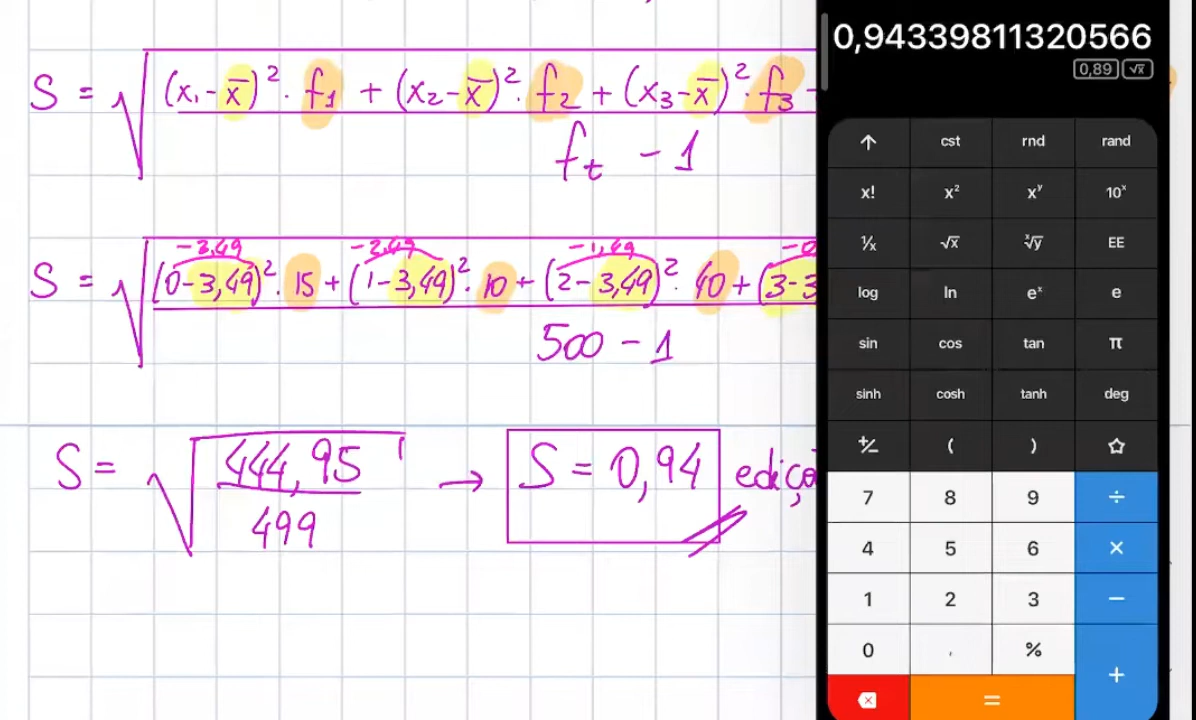 S = √ (x₁-x̄)². f₁ + (x₂-x̄)². f₂ + (x₃-x̄)². f₃
fₜ - 1
-3,49 -2,49 -1,49 -0
S = √ (0-3,49)². 15 + (1-3,49)². 10 + (2-3,49)². 40 + (3-3
500 - 1
S = √ 444,95 → S = 0,94 ediçõ
499
0,94339811320566
0,89 √x
↑ cst rnd rand
x! x² xʸ 10ˣ
¹/x √x ˣ√y EE
log ln eˣ e
sin cos tan π
sinh cosh tanh deg
+/- ( ) ☆
7 8 9 ÷
4 5 6 ×
1 2 3 −
0 , % +
=